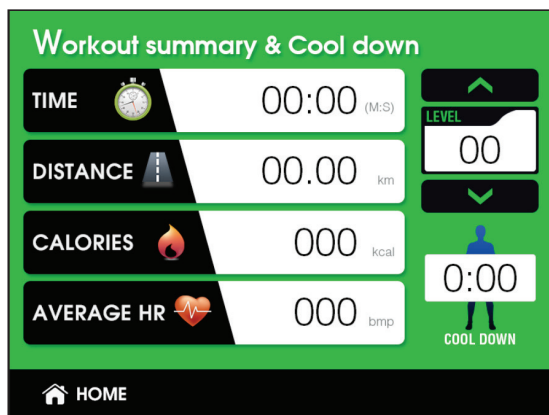 Workout summary & Cool down
TIME 00:00 (M:S)
DISTANCE 00.00 km
CALORIES 000 kcal
AVERAGE HR 000 bmp
LEVEL
00
0:00
COOL DOWN
HOME